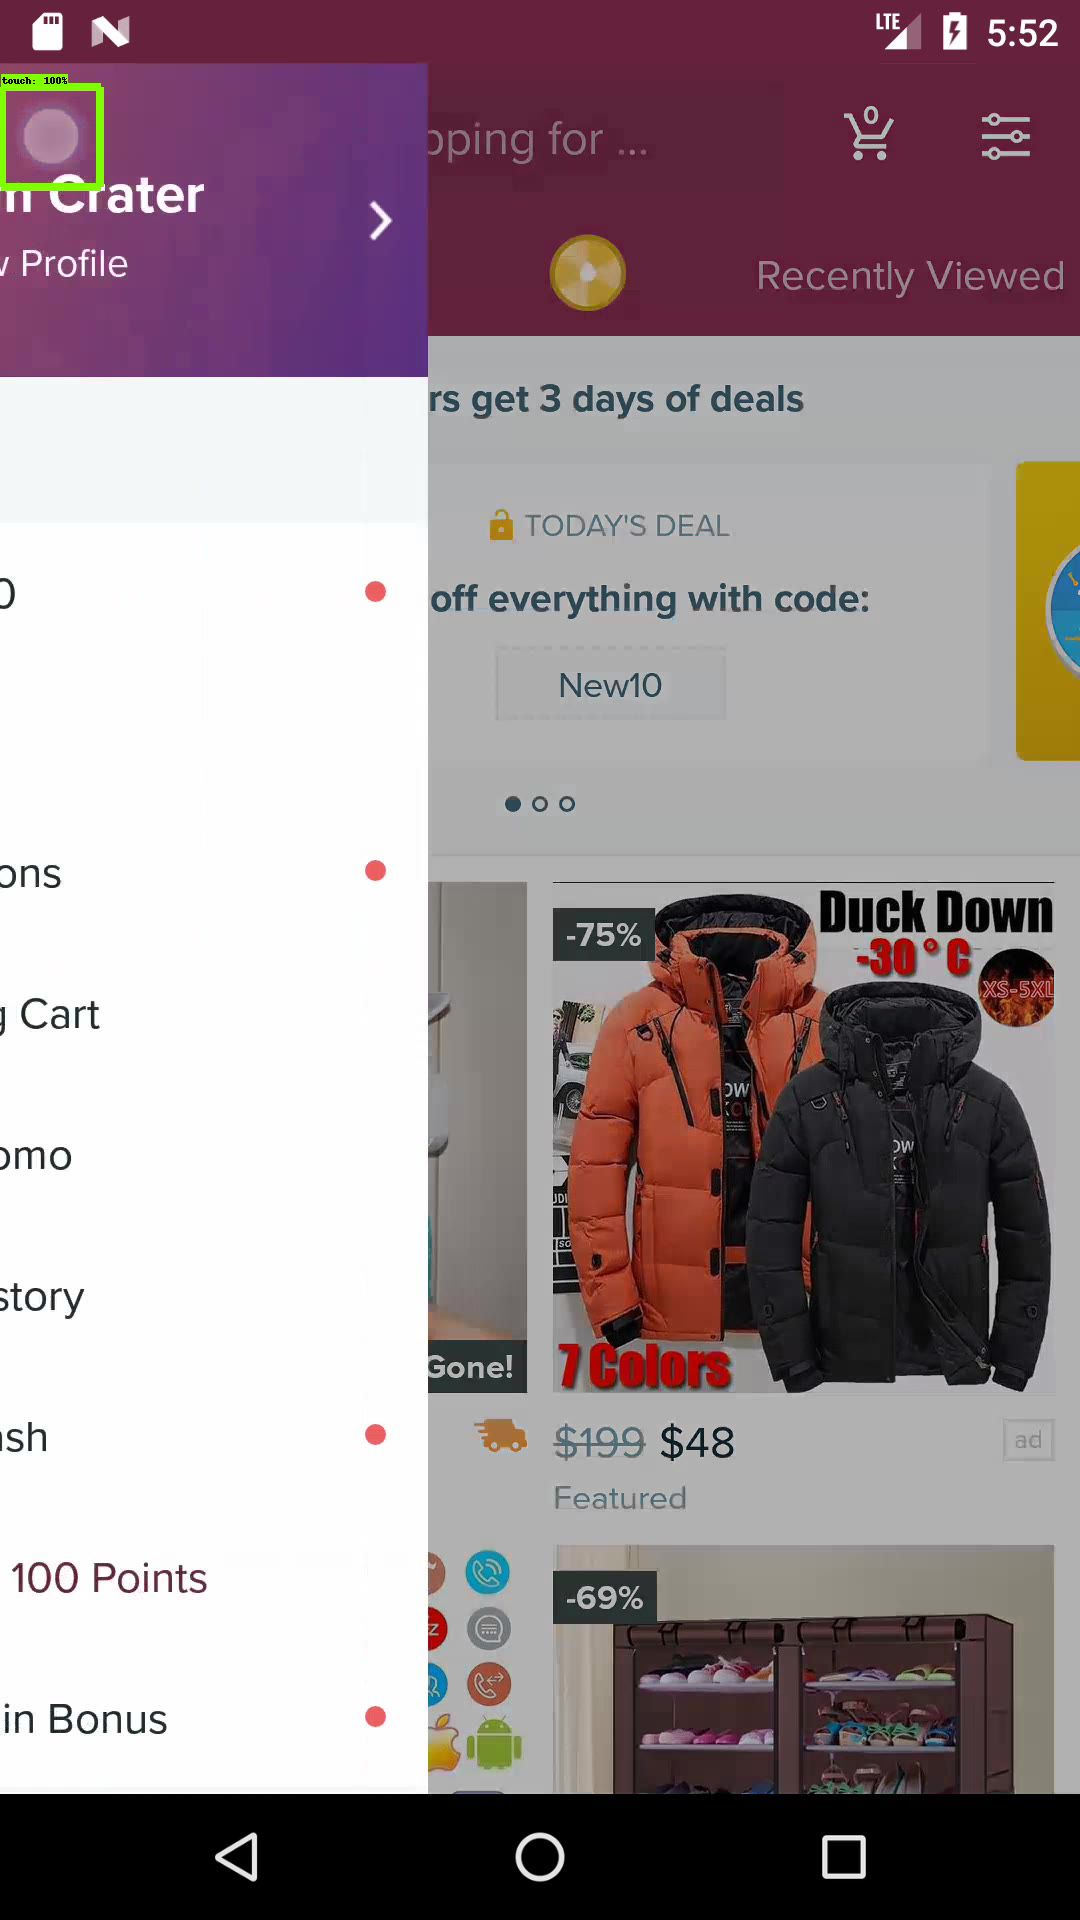 LTE 5:52
touch: 100%
Crater
Profile
pping for ...
0
Recently Viewed
rs get 3 days of deals
TODAY'S DEAL
off everything with code:
New10
0
ons
g Cart
omo
story
ash
100 Points
in Bonus
-75%
Duck Down
-30 ° C
XS-5XL
7 Colors
Gone!
$199 $48
ad
Featured
-69%